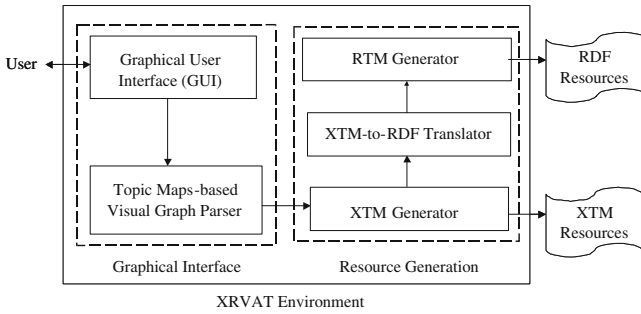 User
Graphical User
Interface (GUI)
Topic Maps-based
Visual Graph Parser
Graphical Interface
RTM Generator
XTM-to-RDF Translator
XTM Generator
Resource Generation
RDF
Resources
XTM
Resources
XRVAT Environment